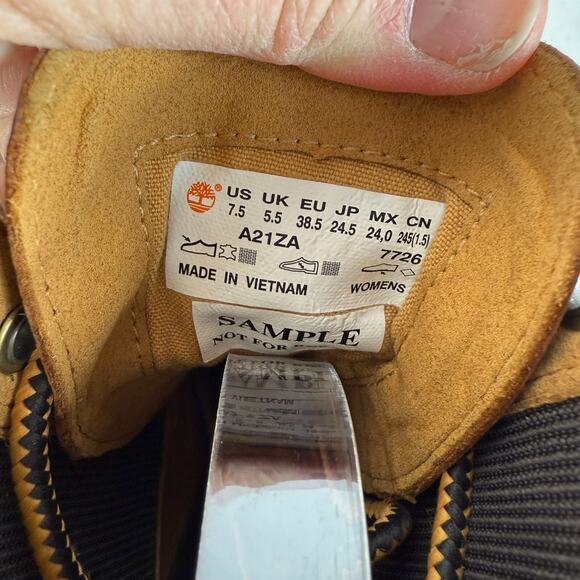 US UK EU JP MX CN
7.5 5.5 38.5 24.5 24,0 245(1.5)
A21ZA 7726
MADE IN VIETNAM WOMENS
SAMPLE
NOT FOR